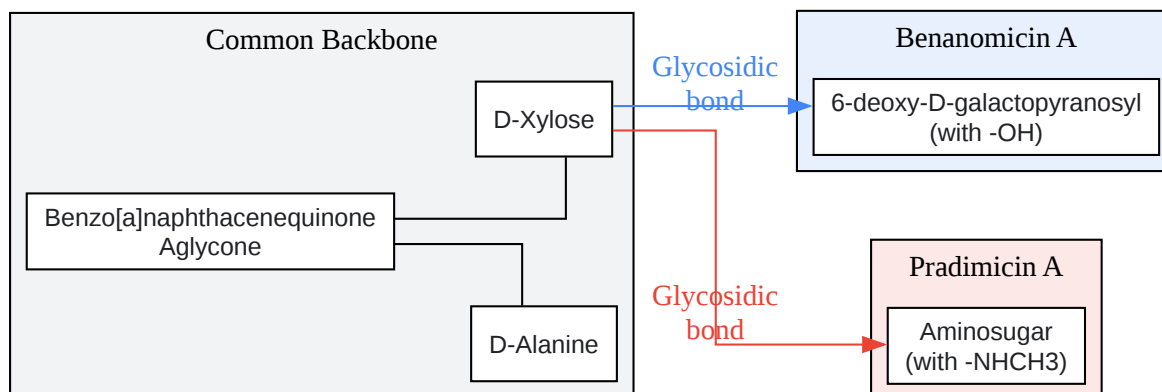 Common Backbone
D-Xylose
Benzo[a]naphthacenequinone
Aglycone
D-Alanine
Glycosidic
bond
Glycosidic
bond
Benanomicin A
6-deoxy-D-galactopyranosyl
(with -OH)
Pradimicin A
Aminosugar
(with -NHCH3)